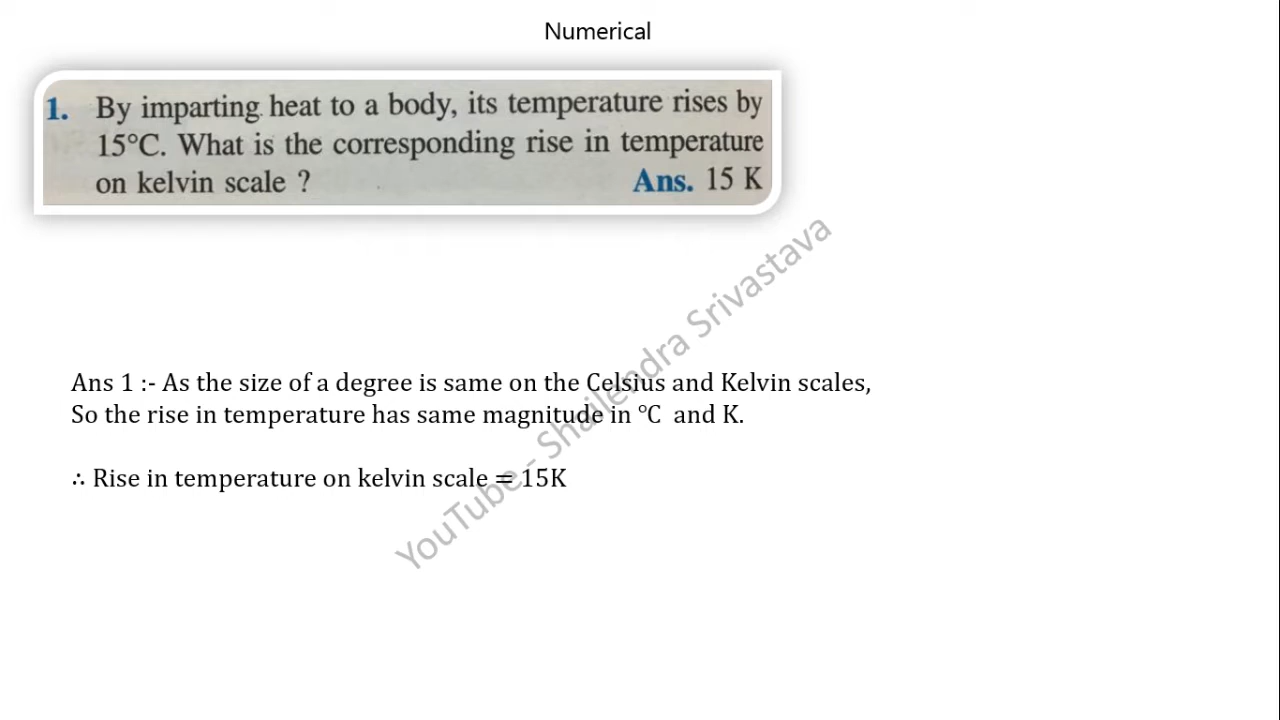 Numerical
1. By imparting heat to a body, its temperature rises by
15°C. What is the corresponding rise in temperature
on kelvin scale ? Ans. 15 K
Ans 1 :- As the size of a degree is same on the Celsius and Kelvin scales,
So the rise in temperature has same magnitude in °C and K.
∴ Rise in temperature on kelvin scale = 15K
YouTube - Shailendra Srivastava